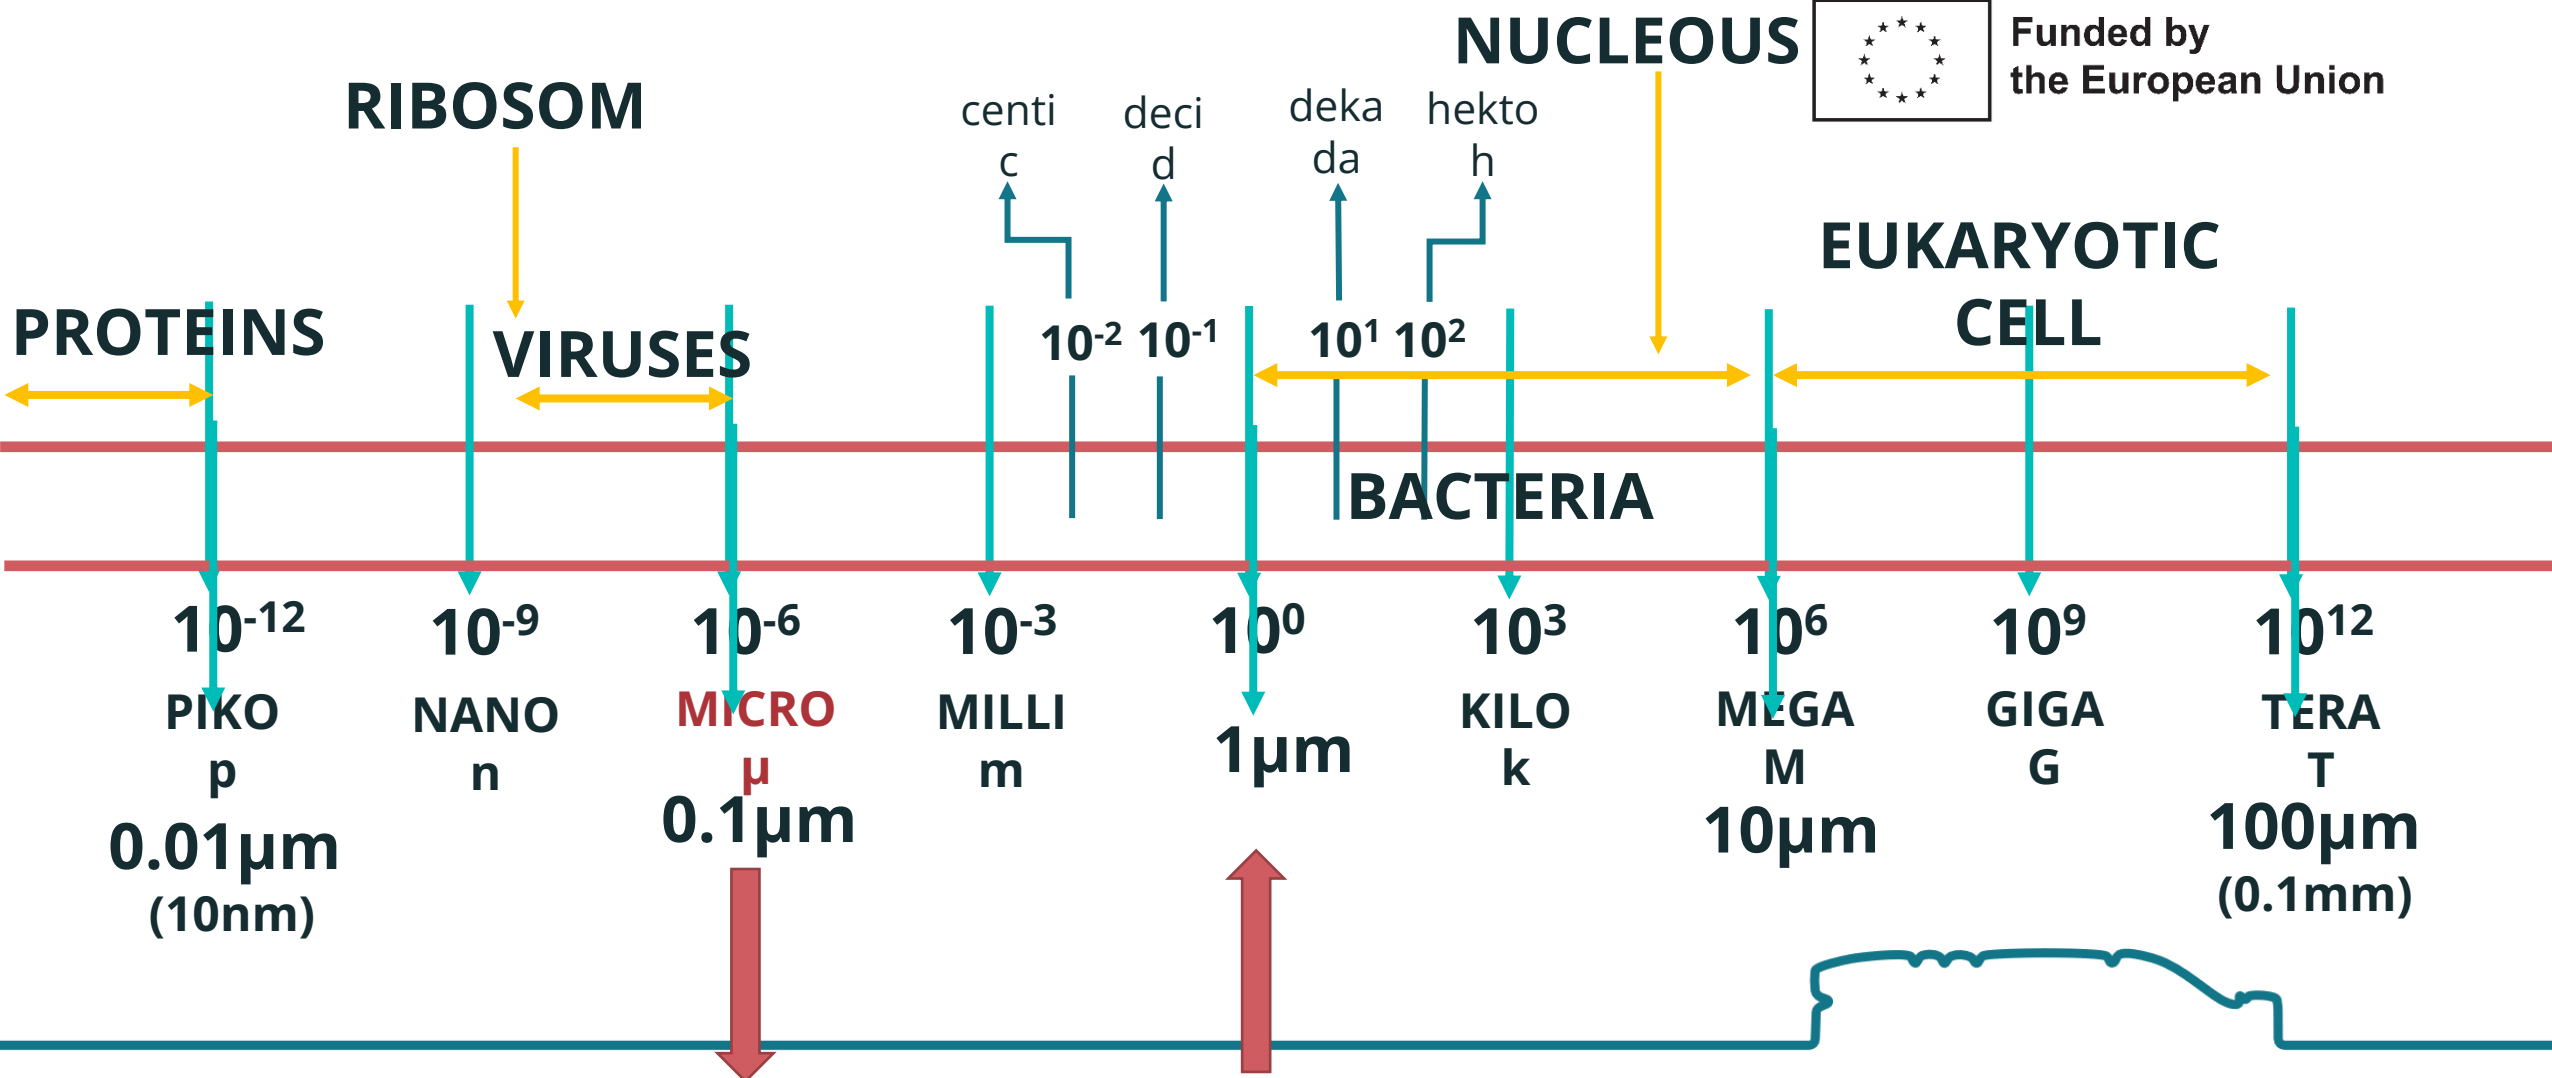 NUCLEOUS
Funded by
the European Union
RIBOSOM
centi
c
deci
d
deka
da
hekto
h
EUKARYOTIC
CELL
PROTEINS
VIRUSES
10-2 10-1 10¹ 10²
BACTERIA
10-12 10-9 10-6 10-3 10⁰ 10³ 10⁶ 10⁹ 10¹²
PIKO
p
NANO
n
MICRO
µ
MILLI
m
KILO
k
MEGA
M
GIGA
G
TERA
T
0.01µm
(10nm)
0.1µm
1µm
10µm
100µm
(0.1mm)